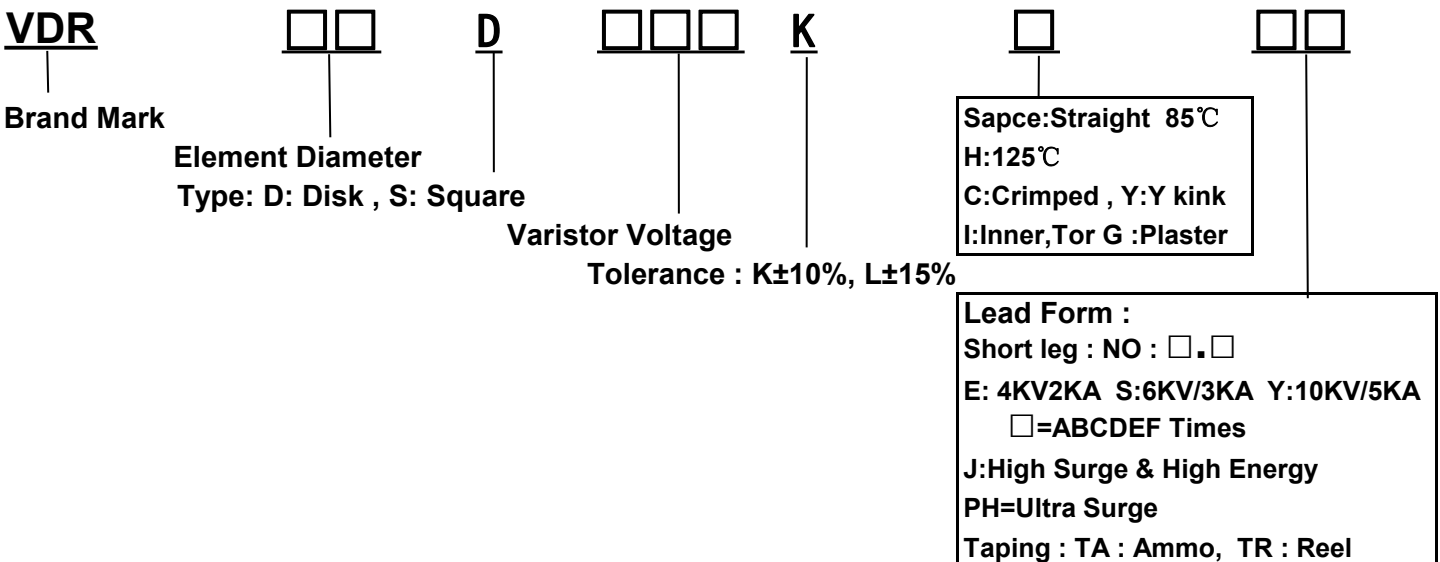 VDR □□ D □□□ K □ □□
Brand Mark
Element Diameter
Type: D: Disk , S: Square
Varistor Voltage
Tolerance : K±10%, L±15%
Sapce:Straight 85℃
H:125℃
C:Crimped , Y:Y kink
I:Inner,Tor G :Plaster
Lead Form :
Short leg : NO : □.□
E: 4KV2KA S:6KV/3KA Y:10KV/5KA
□=ABCDEF Times
J:High Surge & High Energy
PH=Ultra Surge
Taping : TA : Ammo, TR : Reel